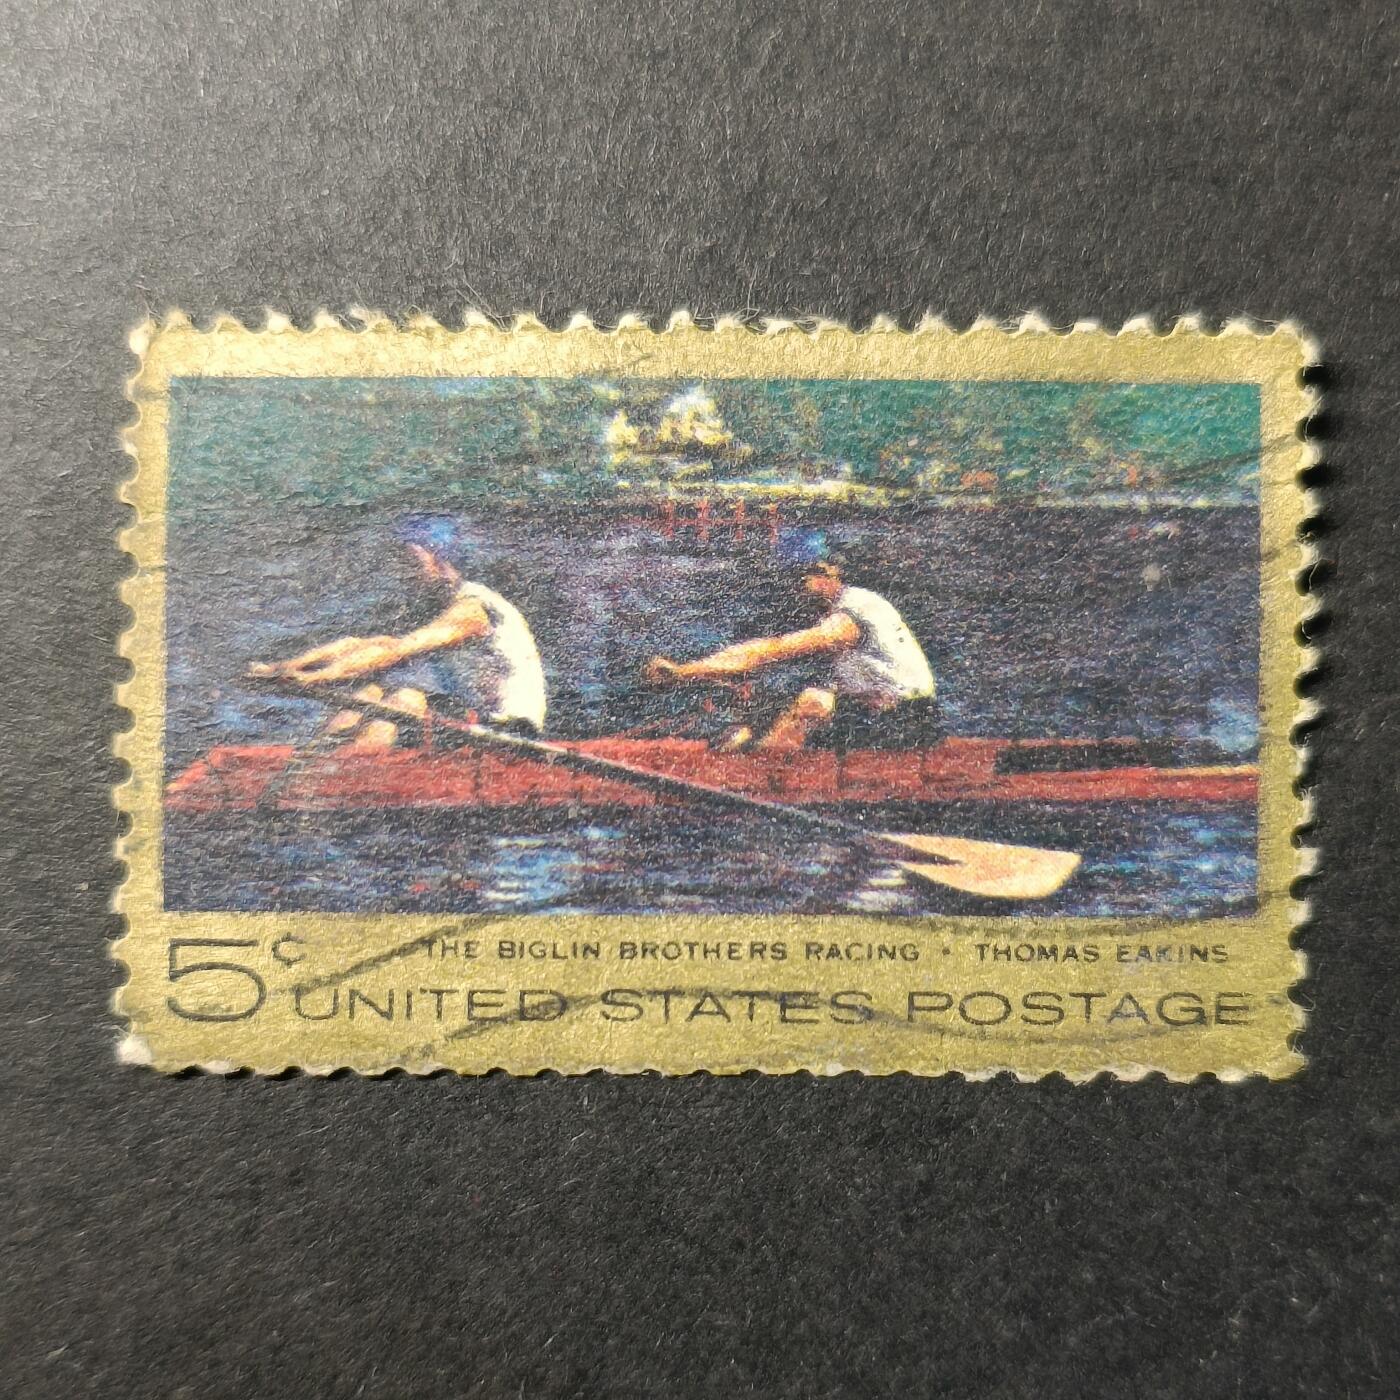 5¢
THE BIGLIN BROTHERS RACING • THOMAS EAKINS
UNITED STATES POSTAGE